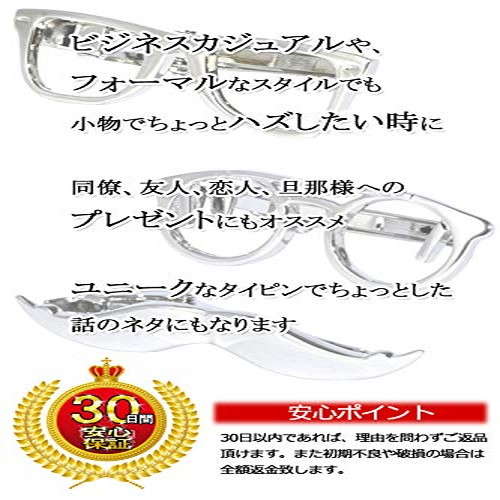 ビジネスカジュアルや、
フォーマルなスタイルでも
小物でちょっとハズしたい時に
同僚、友人、恋人、旦那様への
プレゼントにもオススメ
ユニークなタイピンでちょっとした
話のネタにもなります
30日間
安心
保証
安心ポイント
30日以内であれば、理由を問わずご返品
頂けます。また初期不良や破損の場合は
全額返金致します。